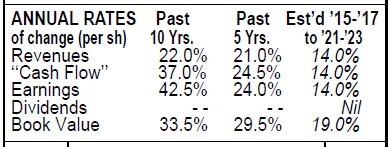 ANNUAL RATES Past Past Est'd '15-'17
of change (per sh) 10 Yrs. 5 Yrs. to '21-'23
Revenues 22.0% 21.0% 14.0%
"Cash Flow" 37.0% 24.5% 14.0%
Earnings 42.5% 24.0% 14.0%
Dividends - - - - Nil
Book Value 33.5% 29.5% 19.0%